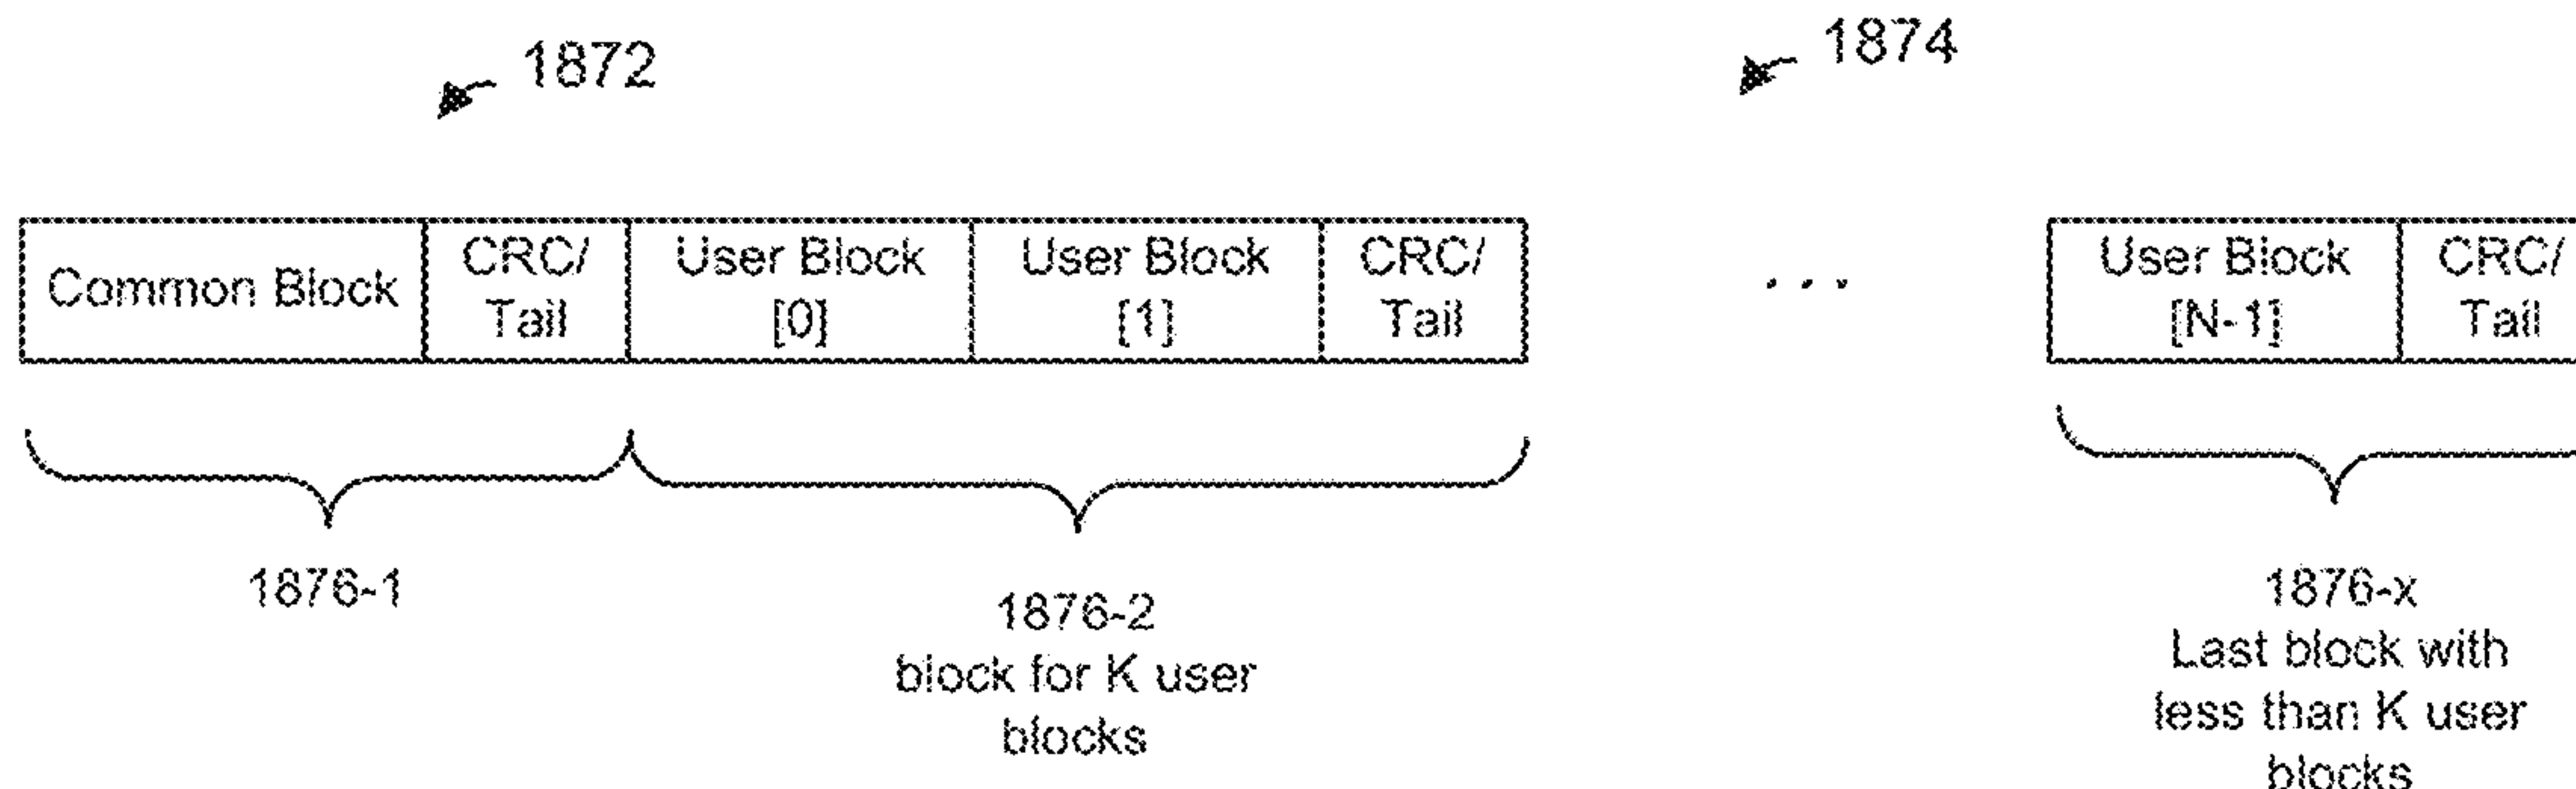 1872
1874
Common Block
CRC/
Tail
User Block
[0]
User Block
[1]
CRC/
Tail
. . .
User Block
[N-1]
CRC/
Tail
1876-1
1876-2
block for K user
blocks
1876-x
Last block with
less than K user
blocks